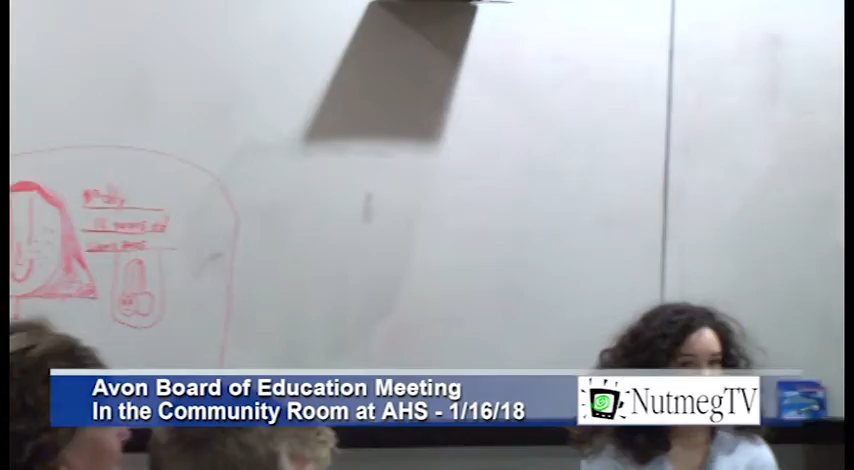 Avon Board of Education Meeting
In the Community Room at AHS - 1/16/18
NutmegTV